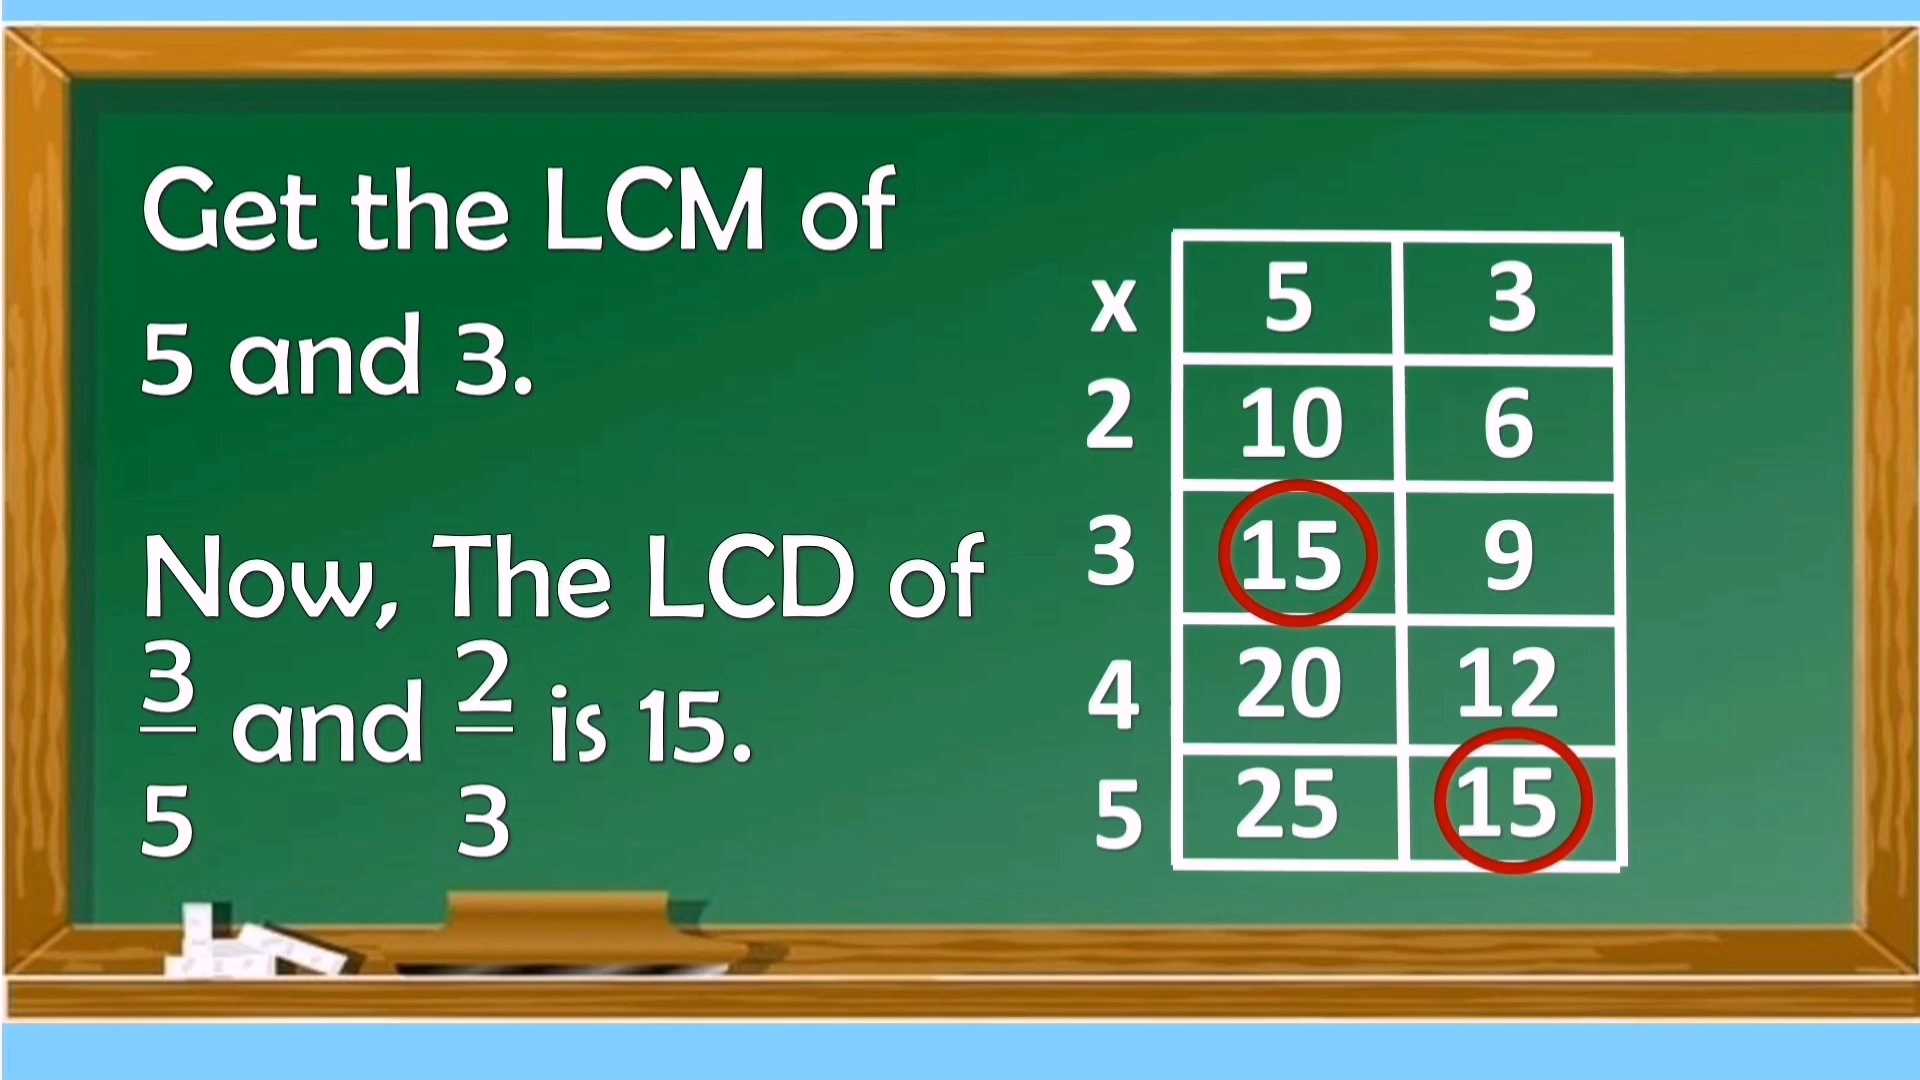 Get the LCM of
5 and 3.
Now, The LCD of
3/5 and 2/3 is 15.
x 5 3
2 10 6
3 15 9
4 20 12
5 25 15